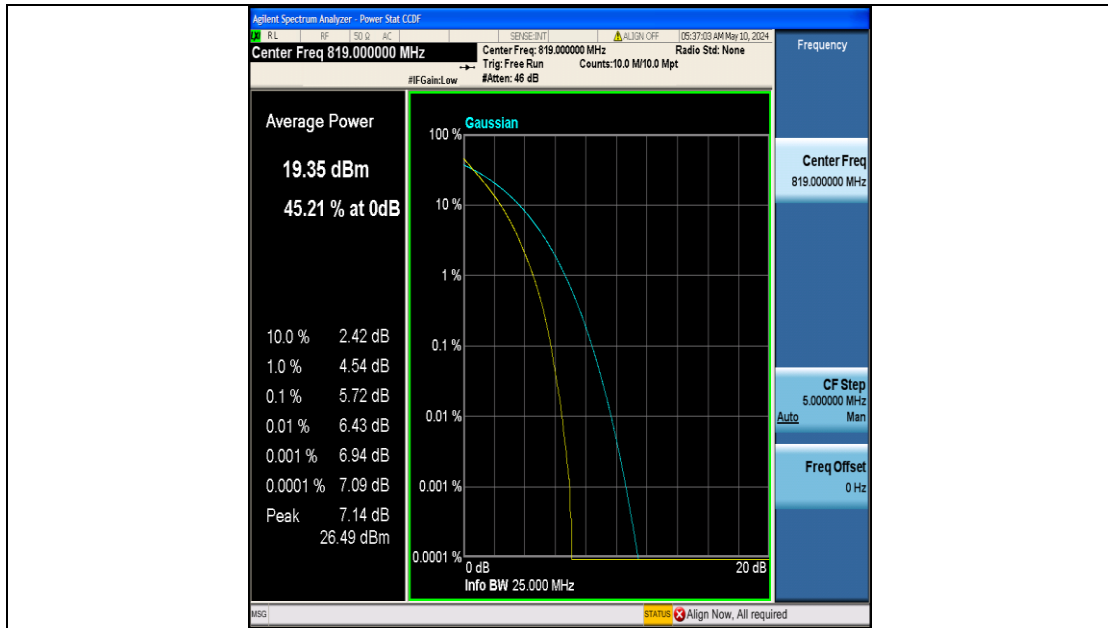 Agilent Spectrum Analyzer - Power Stat CCDF
RL RF 50 Ω AC SENSE:INT ALIGN OFF 05:37:03 AM May 10, 2024
Center Freq 819.000000 MHz
Center Freq: 819.000000 MHz Radio Std: None
Trig: Free Run Counts:10.0 M/10.0 Mpt
#IFGain:Low #Atten: 46 dB
Frequency
Average Power
19.35 dBm
45.21 % at 0dB
10.0 % 2.42 dB
1.0 % 4.54 dB
0.1 % 5.72 dB
0.01 % 6.43 dB
0.001 % 6.94 dB
0.0001 % 7.09 dB
Peak 7.14 dB
26.49 dBm
Gaussian
100 %
10 %
1 %
0.1 %
0.01 %
0.001 %
0.0001 %
0 dB 20 dB
Info BW 25.000 MHz
Center Freq
819.000000 MHz
CF Step
5.000000 MHz
Auto Man
Freq Offset
0 Hz
MSG STATUS Align Now, All required